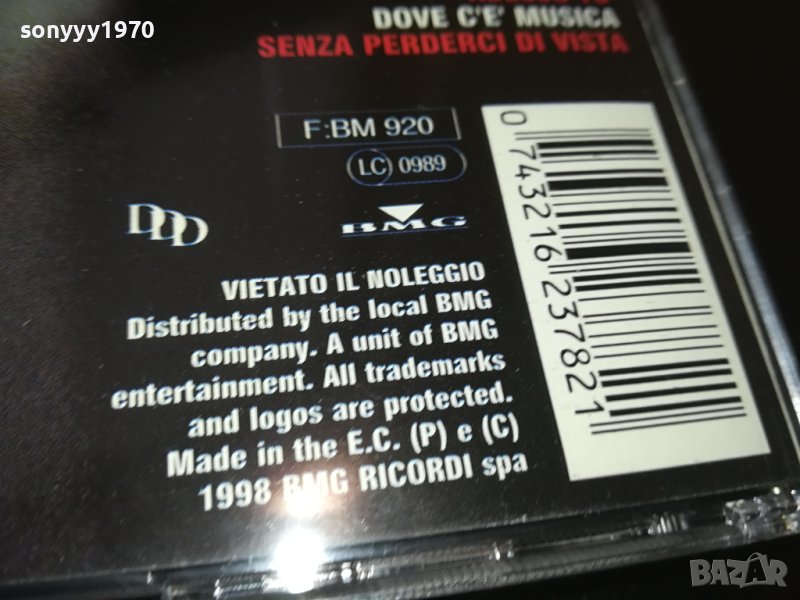 sonyyy1970
DOVE C'E' MUSICA
SENZA PERDERCI DI VISTA
F:BM 920
LC 0989
DDD
BMG
0 743216 237821
VIETATO IL NOLEGGIO
Distributed by the local BMG
company. A unit of BMG
entertainment. All trademarks
and logos are protected.
Made in the E.C. (P) e (C)
1998 BMG RICORDI spa
BAZAR